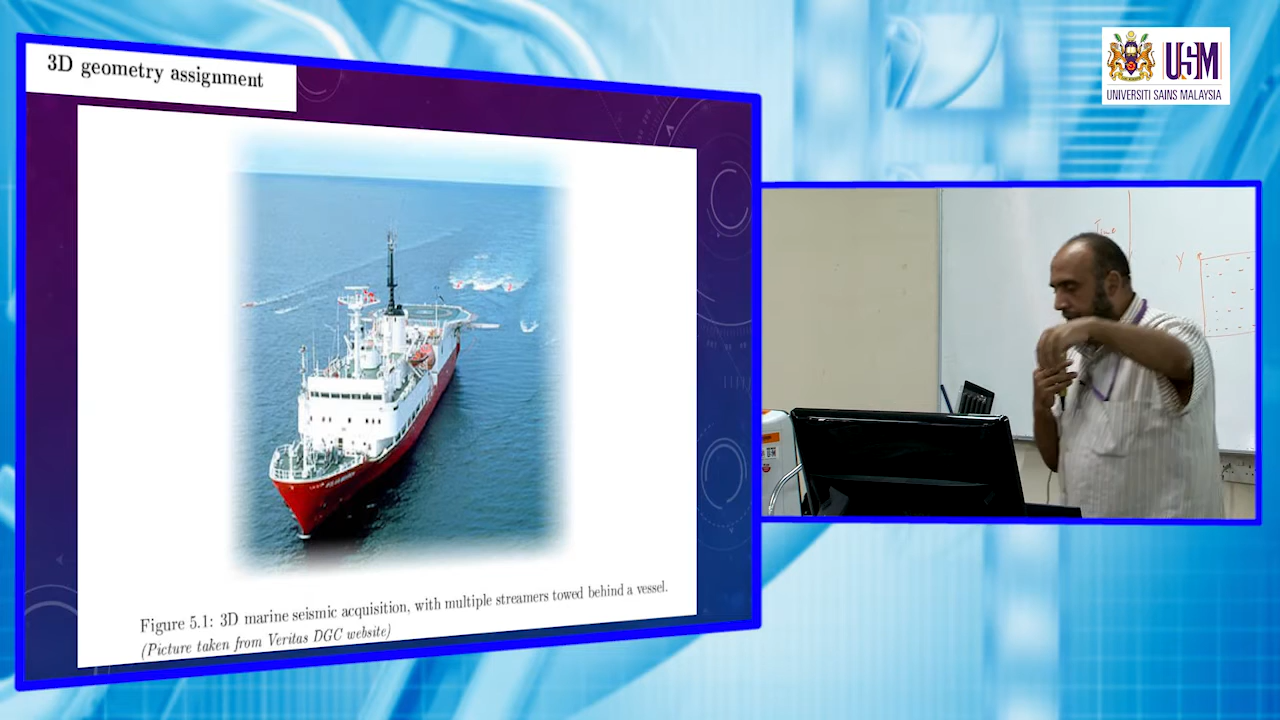 3D geometry assignment
Figure 5.1: 3D marine seismic acquisition, with multiple streamers towed behind a vessel.
(Picture taken from Veritas DGC website)
USM
UNIVERSITI SAINS MALAYSIA
Time
Y